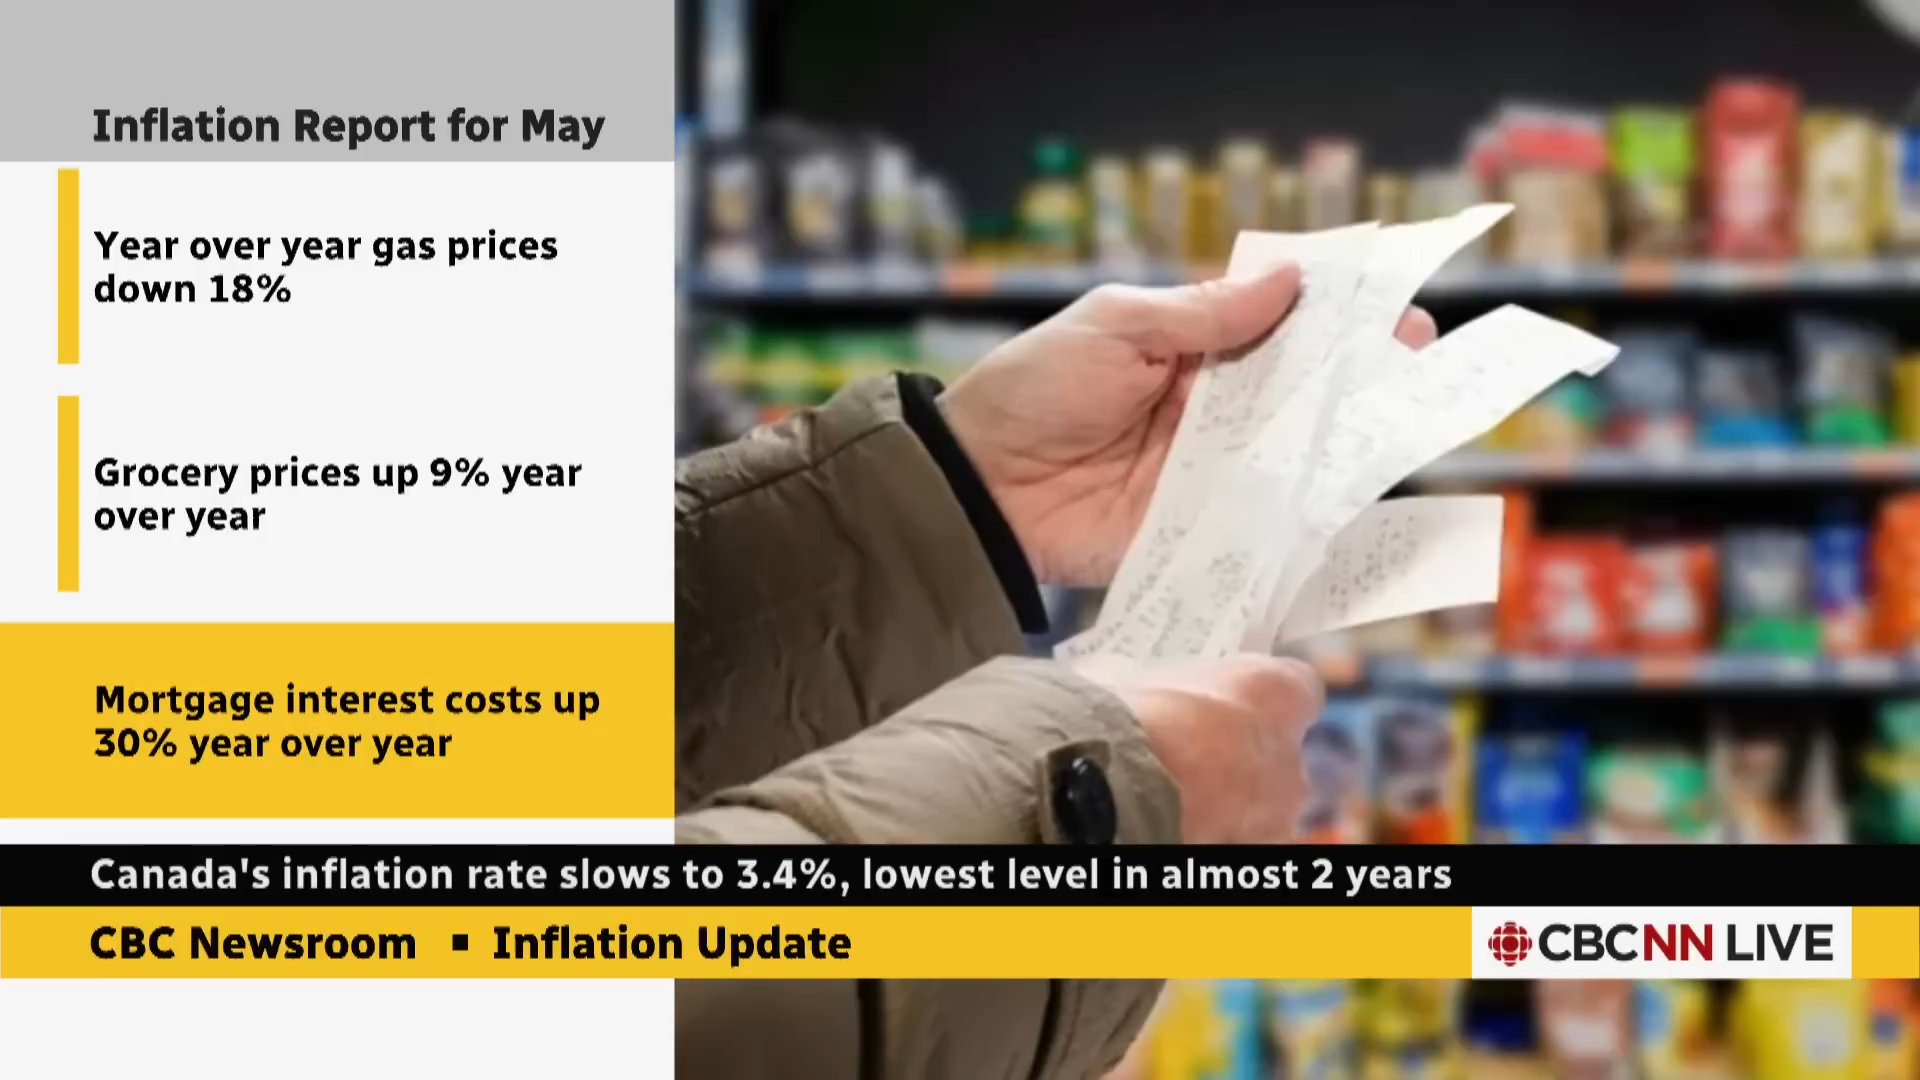 Inflation Report for May
Year over year gas prices
down 18%
Grocery prices up 9% year
over year
Mortgage interest costs up
30% year over year
Canada's inflation rate slows to 3.4%, lowest level in almost 2 years
CBC Newsroom ▪ Inflation Update
CBCNN LIVE